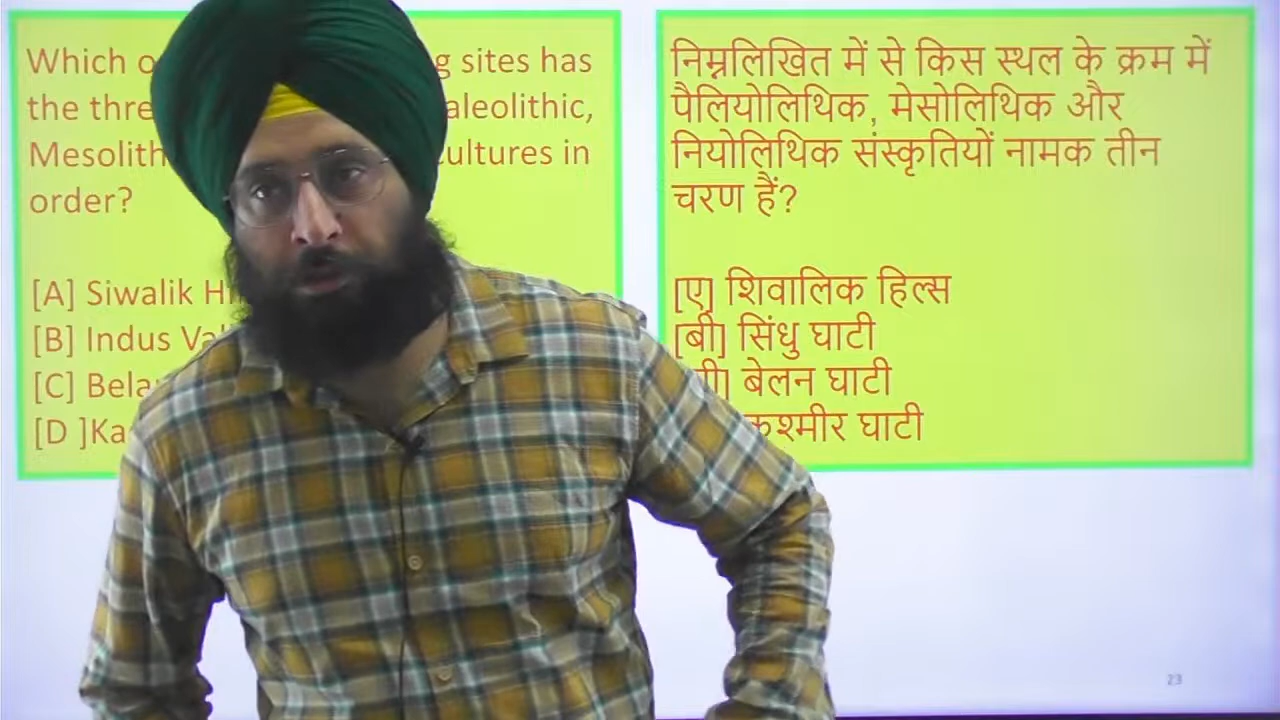 Which o
g sites has
the thre
aleolithic,
Mesolith
cultures in
order?
[A] Siwalik H
[B] Indus Va
[C] Bela
[D ]Ka
निम्नलिखित में से किस स्थल के क्रम में
पैलियोलिथिक, मेसोलिथिक और
नियोलिथिक संस्कृतियों नामक तीन
चरण हैं?
[ए] शिवालिक हिल्स
[बी] सिंधु घाटी
बेलन घाटी
कश्मीर घाटी
23